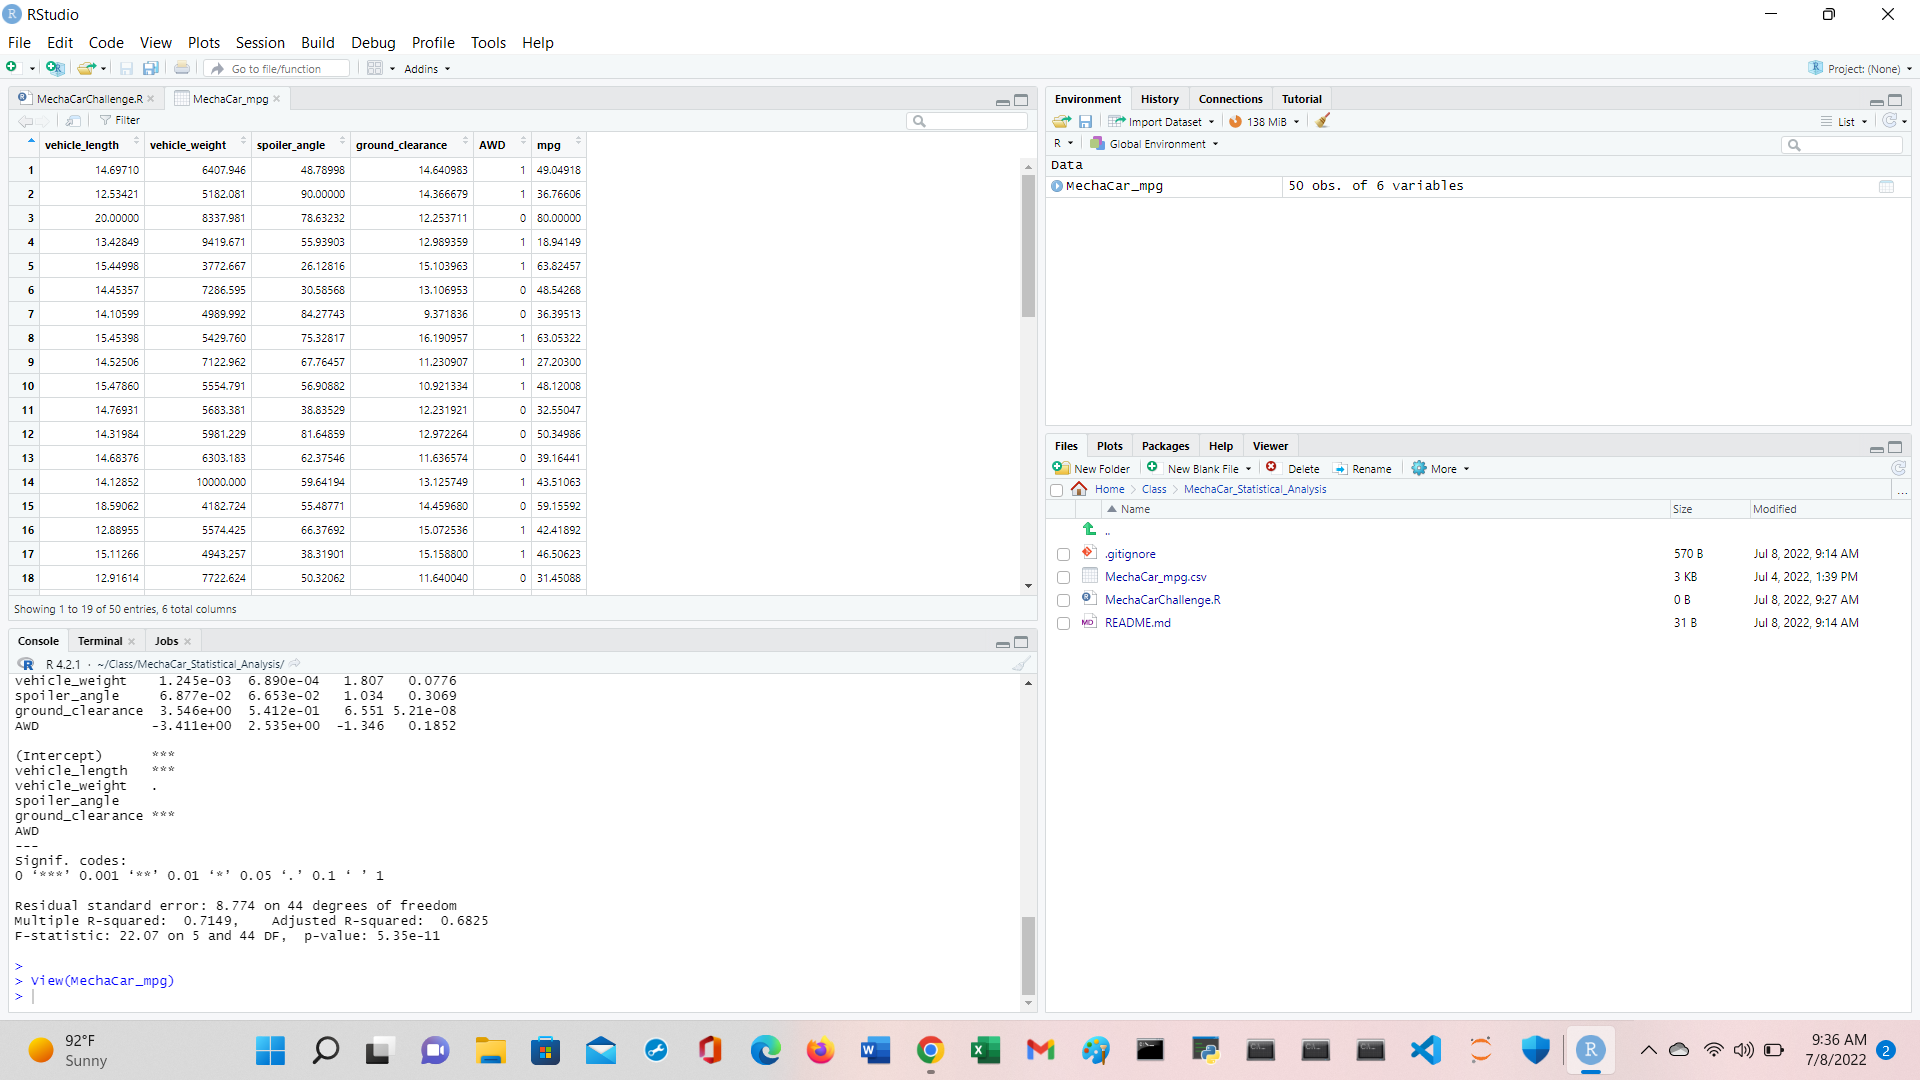 RStudio
File Edit Code View Plots Session Build Debug Profile Tools Help
Go to file/function Addins Project: (None)
MechaCarChallenge.R MechaCar_mpg
Filter
vehicle_length vehicle_weight spoiler_angle ground_clearance AWD mpg
1 14.69710 6407.946 48.78998 14.640983 1 49.04918
2 12.53421 5182.081 90.00000 14.366679 1 36.76606
3 20.00000 8337.981 78.63232 12.253711 0 80.00000
4 13.42849 9419.671 55.93903 12.989359 1 18.94149
5 15.44998 3772.667 26.12816 15.103963 1 63.82457
6 14.45357 7286.595 30.58568 13.106953 0 48.54268
7 14.10599 4989.992 84.27743 9.371836 0 36.39513
8 15.45398 5429.760 75.32817 16.190957 1 63.05322
9 14.52506 7122.962 67.76457 11.230907 1 27.20300
10 15.47860 5554.791 56.90882 10.921334 1 48.12008
11 14.76931 5683.381 38.83529 12.231921 0 32.55047
12 14.31984 5981.229 81.64859 12.972264 0 50.34986
13 14.68376 6303.183 62.37546 11.636574 0 39.16441
14 14.12852 10000.000 59.64194 13.125749 1 43.51063
15 18.59062 4182.724 55.48771 14.459680 0 59.15592
16 12.88955 5574.425 66.37692 15.072536 1 42.41892
17 15.11266 4943.257 38.31901 15.158800 1 46.50623
18 12.91614 7722.624 50.32062 11.640040 0 31.45088
Showing 1 to 19 of 50 entries, 6 total columns
Console Terminal Jobs
R 4.2.1 · ~/Class/MechaCar_Statistical_Analysis/
vehicle_weight 1.245e-03 6.890e-04 1.807 0.0776
spoiler_angle 6.877e-02 6.653e-02 1.034 0.3069
ground_clearance 3.546e+00 5.412e-01 6.551 5.21e-08
AWD -3.411e+00 2.535e+00 -1.346 0.1852
(Intercept) ***
vehicle_length ***
vehicle_weight .
spoiler_angle
ground_clearance ***
AWD
---
Signif. codes:
0 ‘***’ 0.001 ‘**’ 0.01 ‘*’ 0.05 ‘.’ 0.1 ‘ ’ 1
Residual standard error: 8.774 on 44 degrees of freedom
Multiple R-squared: 0.7149, Adjusted R-squared: 0.6825
F-statistic: 22.07 on 5 and 44 DF, p-value: 5.35e-11
>
> View(MechaCar_mpg)
>
Environment History Connections Tutorial
Import Dataset 138 MiB List
R Global Environment
Data
MechaCar_mpg 50 obs. of 6 variables
Files Plots Packages Help Viewer
New Folder New Blank File Delete Rename More
Home Class MechaCar_Statistical_Analysis ...
Name Size Modified
..
.gitignore 570 B Jul 8, 2022, 9:14 AM
MechaCar_mpg.csv 3 KB Jul 4, 2022, 1:39 PM
MechaCarChallenge.R 0 B Jul 8, 2022, 9:27 AM
README.md 31 B Jul 8, 2022, 9:14 AM
92°F
Sunny
9:36 AM
7/8/2022
2